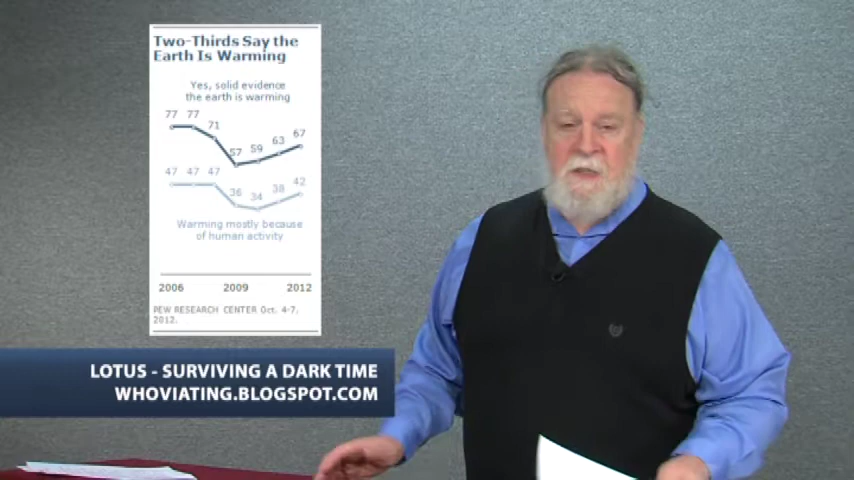 Two-Thirds Say the
Earth Is Warming
Yes, solid evidence
the earth is warming
77 77 71 57 59 63 67
47 47 47 36 34 38 42
Warming mostly because
of human activity
2006 2009 2012
PEW RESEARCH CENTER Oct. 4-7,
2012.
LOTUS - SURVIVING A DARK TIME
WHOVIATING.BLOGSPOT.COM